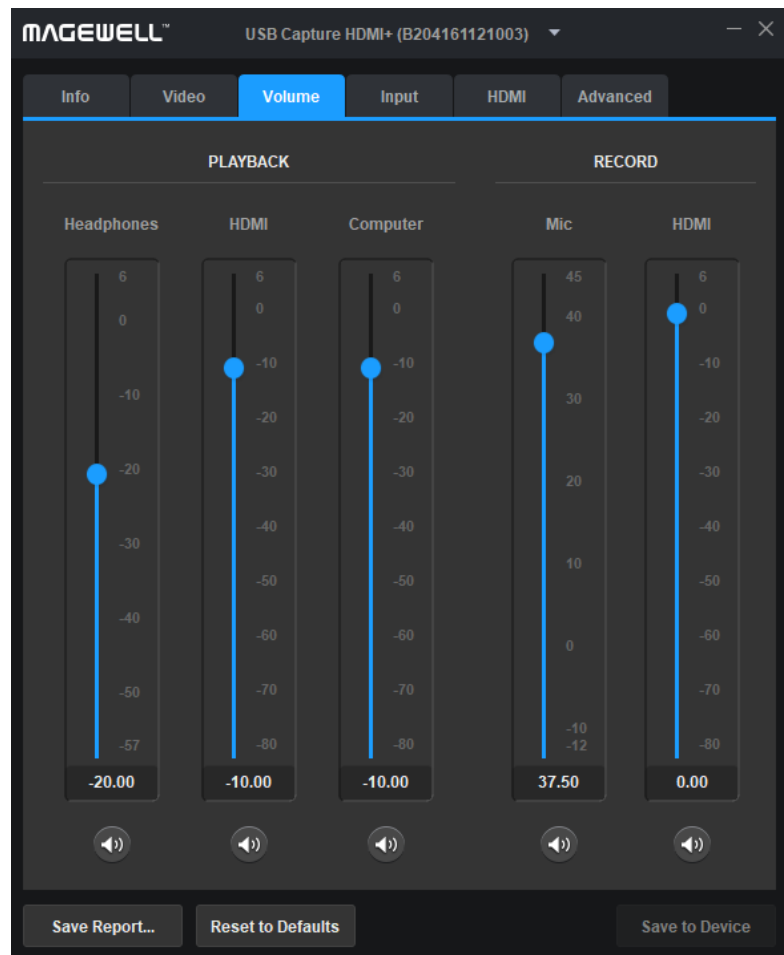 MAGEWELL™ USB Capture HDMI+ (B204161121003)
Info Video Volume Input HDMI Advanced
PLAYBACK RECORD
Headphones HDMI Computer Mic HDMI
6 6 6 45 6
0 0 0 40 0
-10 -10 -10 30 -10
-20 -20 -20 20 -20
-30 -30 -30 10 -30
-40 -40 -40 0 -40
-50 -50 -50 -10 -50
-57 -60 -60 -12 -60
-70 -70 -70
-80 -80 -80
-20.00 -10.00 -10.00 37.50 0.00
Save Report... Reset to Defaults Save to Device